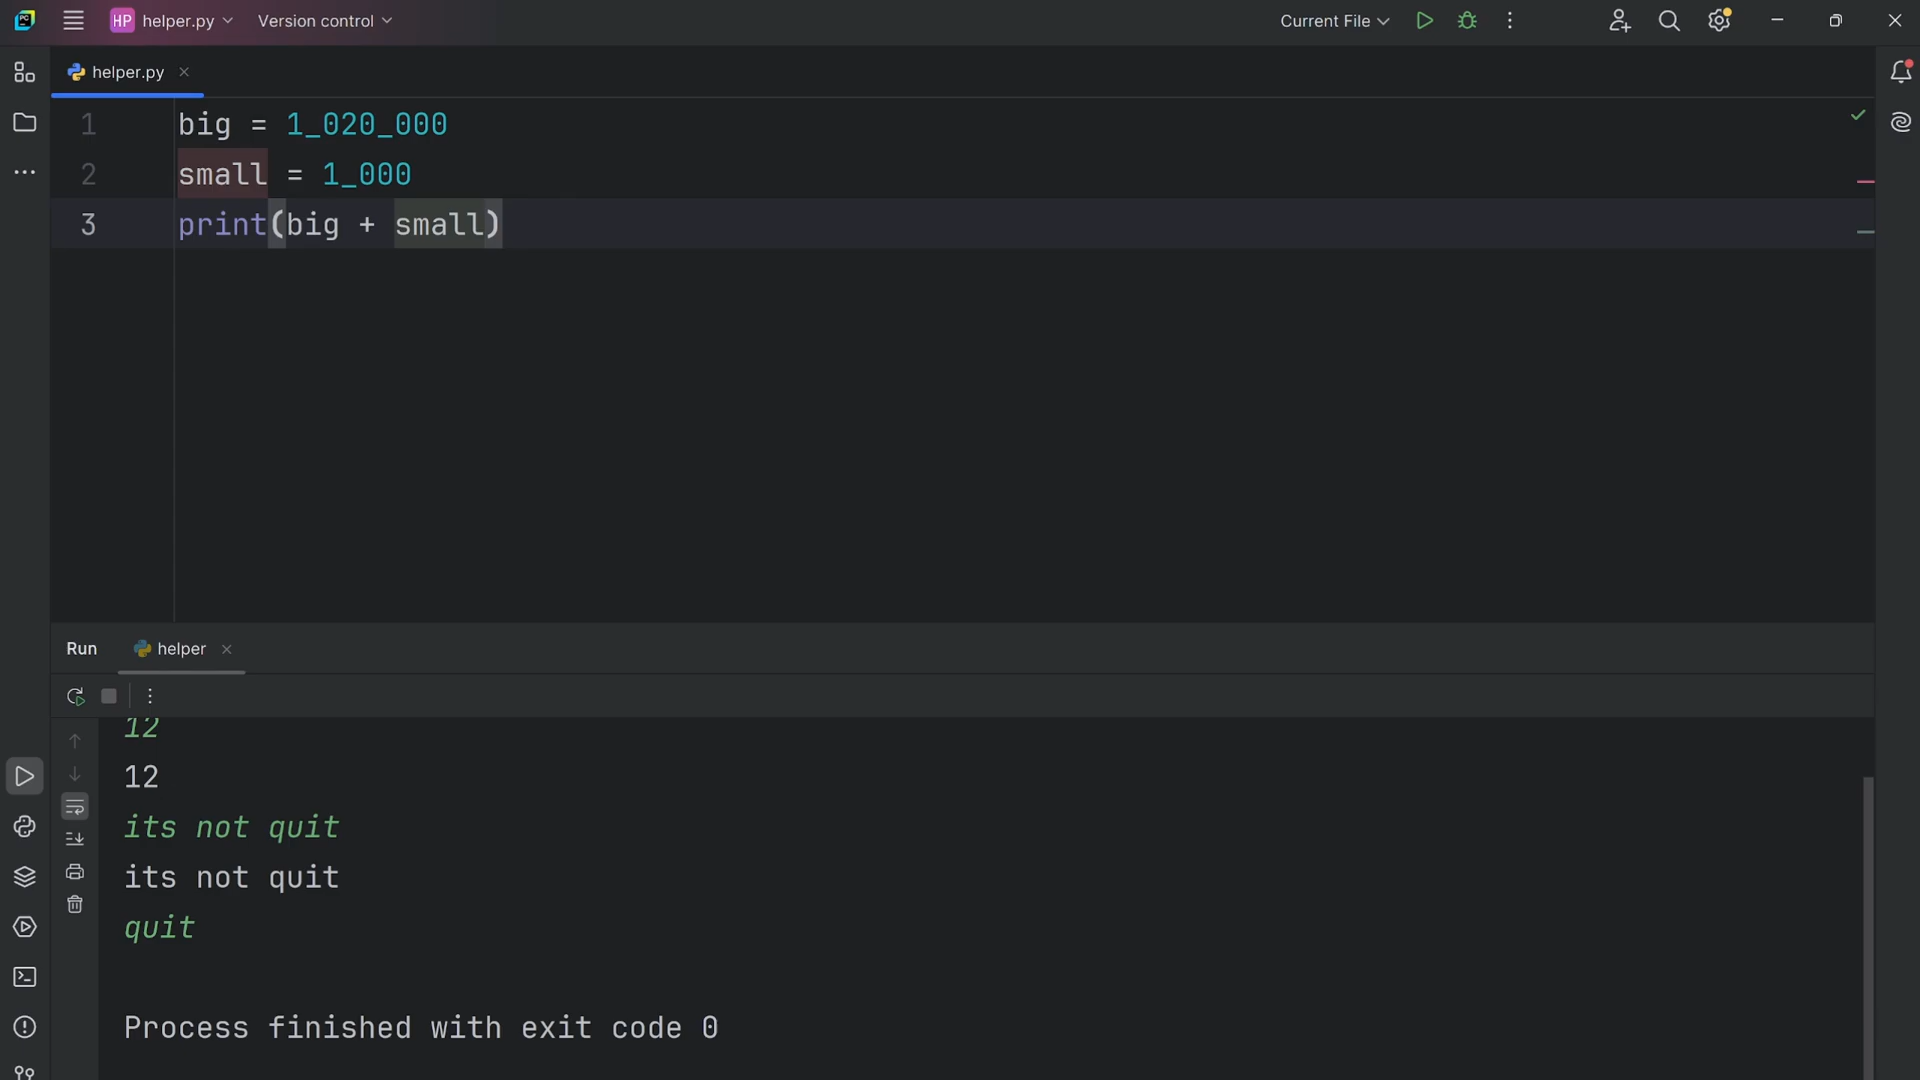 HP helper.py Version control Current File
helper.py
1 big = 1_020_000
2 small = 1_000
3 print(big + small)
Run helper
12
12
its not quit
its not quit
quit
Process finished with exit code 0